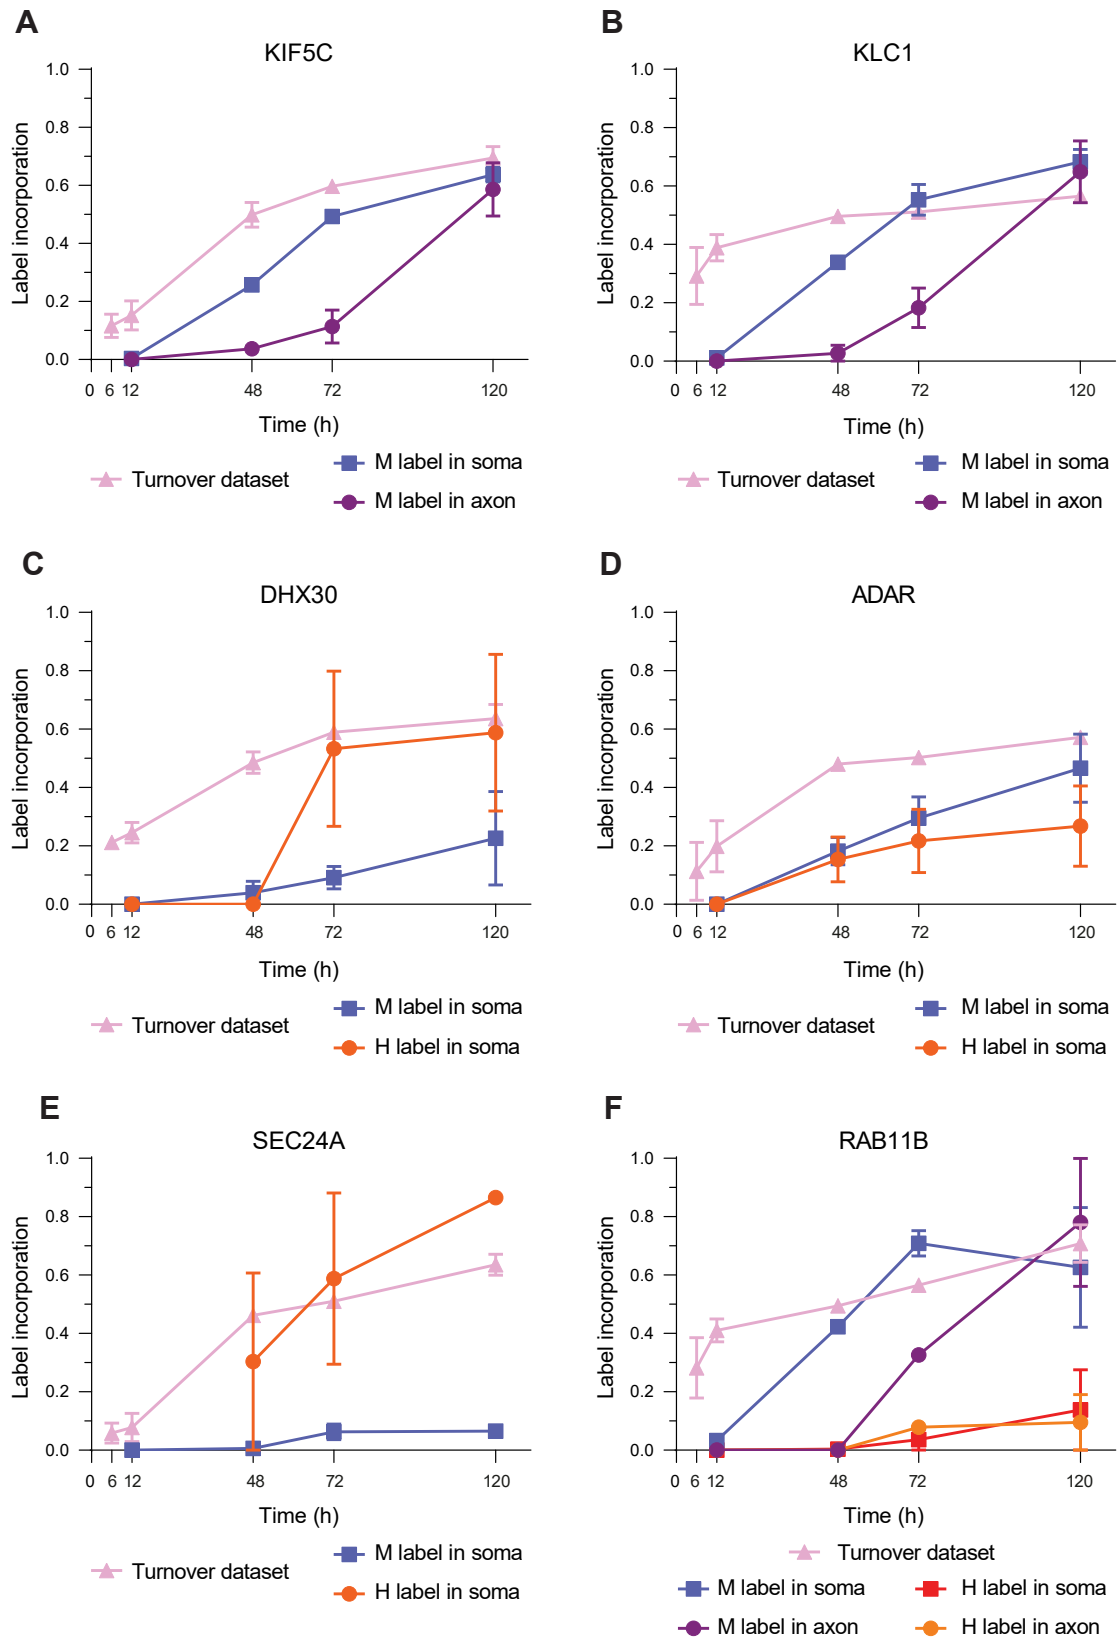 A
KIF5C
1.0
0.8
0.6
0.4
0.2
0.0
Label incorporation
0 6 12 48 72 120
Time (h)
Turnover dataset
M label in soma
M label in axon
B
KLC1
1.0
0.8
0.6
0.4
0.2
0.0
Label incorporation
0 6 12 48 72 120
Time (h)
Turnover dataset
M label in soma
M label in axon
C
DHX30
1.0
0.8
0.6
0.4
0.2
0.0
Label incorporation
0 6 12 48 72 120
Time (h)
Turnover dataset
M label in soma
H label in soma
D
ADAR
1.0
0.8
0.6
0.4
0.2
0.0
Label incorporation
0 6 12 48 72 120
Time (h)
Turnover dataset
M label in soma
H label in soma
E
SEC24A
1.0
0.8
0.6
0.4
0.2
0.0
Label incorporation
0 6 12 48 72 120
Time (h)
Turnover dataset
M label in soma
H label in soma
F
RAB11B
1.0
0.8
0.6
0.4
0.2
0.0
Label incorporation
0 6 12 48 72 120
Time (h)
Turnover dataset
M label in soma H label in soma
M label in axon H label in axon